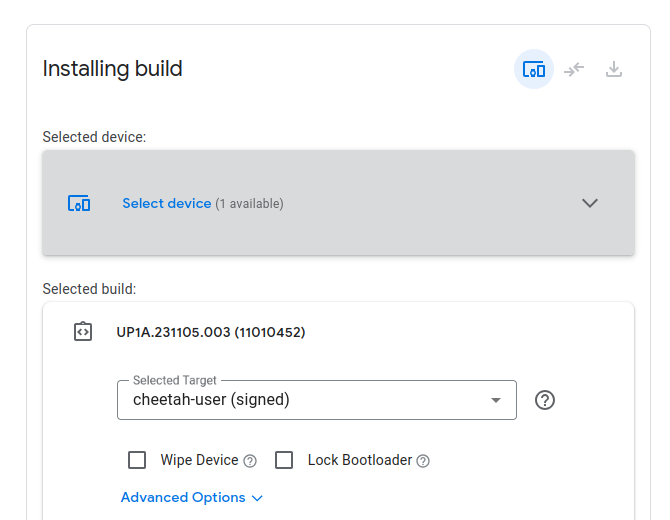 Installing build
Selected device:
Select device (1 available)
Selected build:
UP1A.231105.003 (11010452)
Selected Target
cheetah-user (signed)
Wipe Device Lock Bootloader
Advanced Options